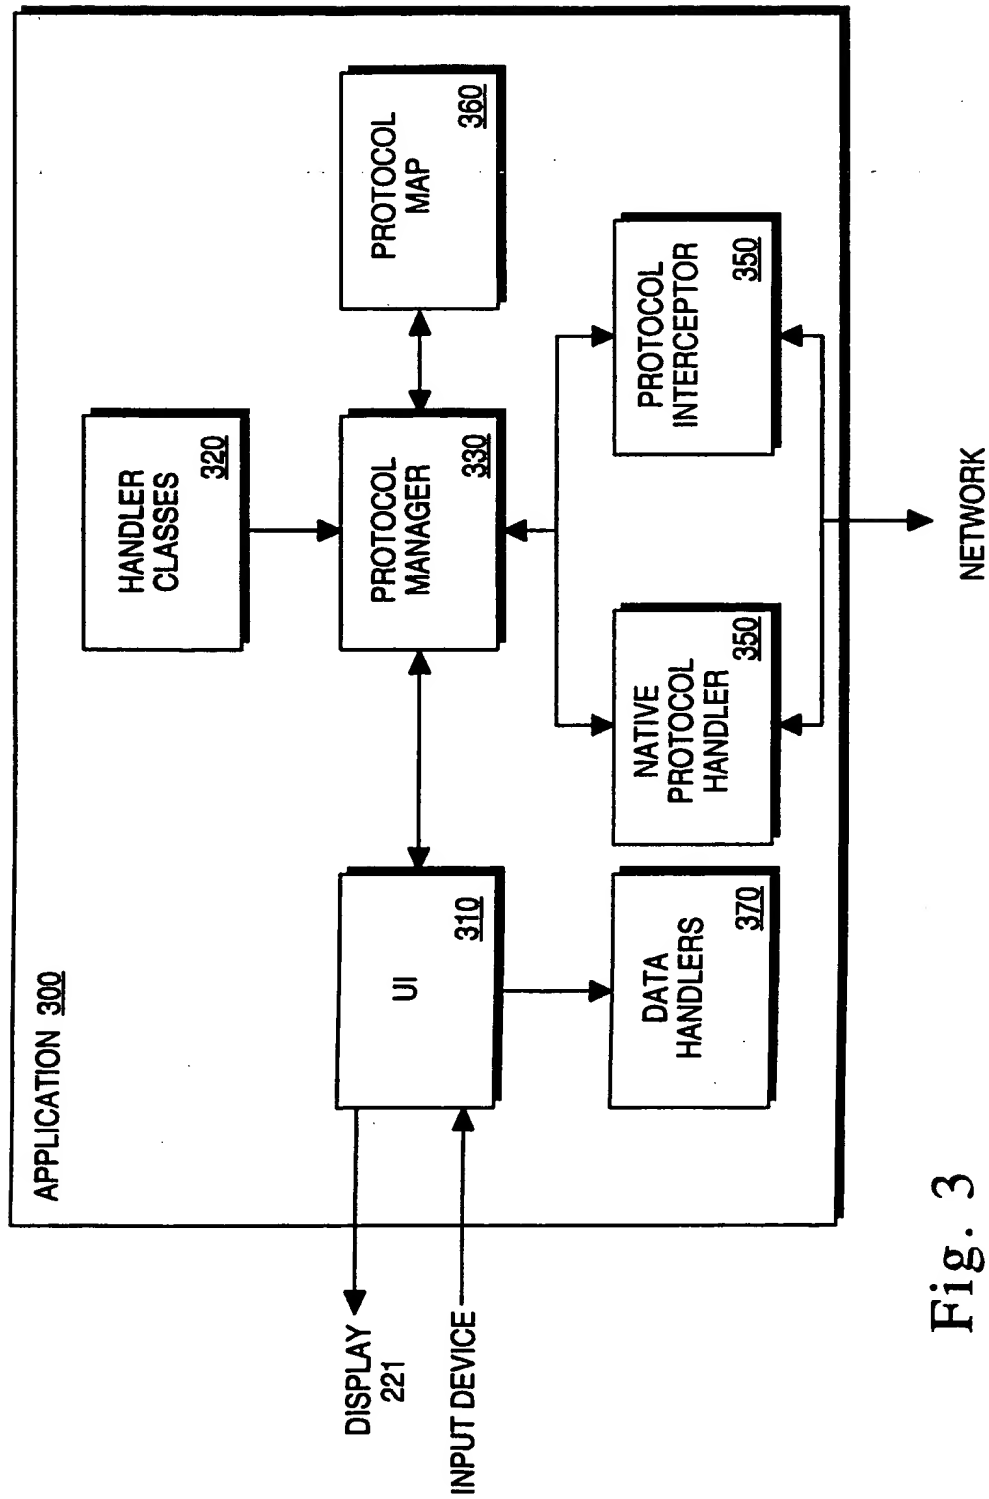 APPLICATION 300
HANDLER
CLASSES
320
DISPLAY
221
INPUT DEVICE
UI
310
PROTOCOL
MANAGER
330
PROTOCOL
MAP
360
DATA
HANDLERS
370
NATIVE
PROTOCOL
HANDLER
350
PROTOCOL
INTERCEPTOR
350
NETWORK
Fig. 3